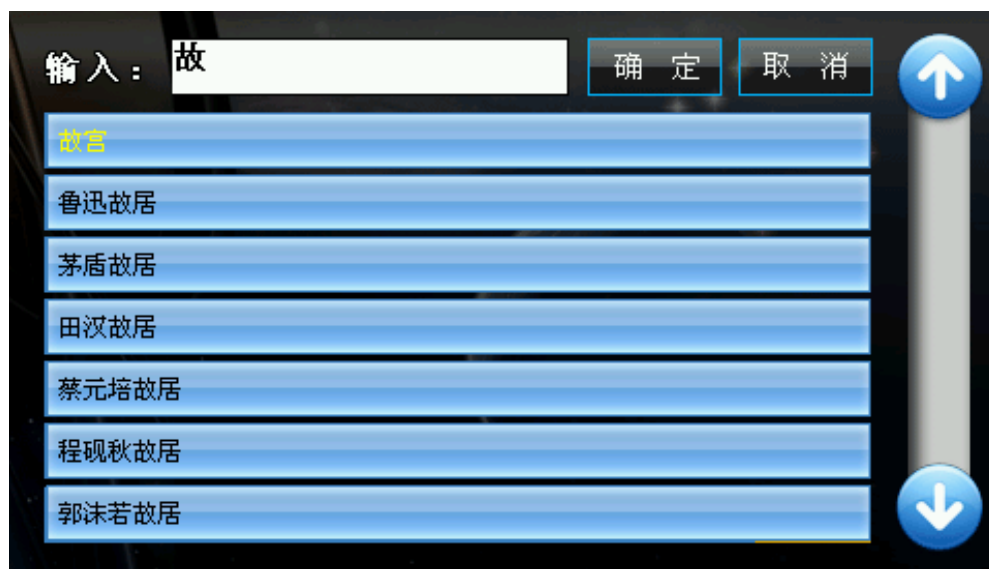 输入： 故 确 定 取 消
故宫
鲁迅故居
茅盾故居
田汉故居
蔡元培故居
程砚秋故居
郭沫若故居